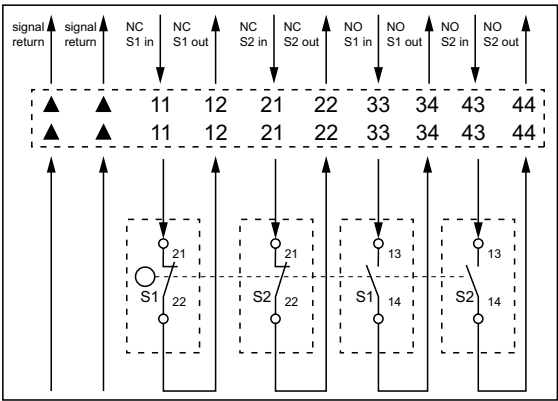 signal signal NC NC NC NC NO NO NO NO
return return S1 in S1 out S2 in S2 out S1 in S1 out S2 in S2 out
11 12 21 22 33 34 43 44
11 12 21 22 33 34 43 44
21 21 13 13
S1 22 S2 22 S1 14 S2 14